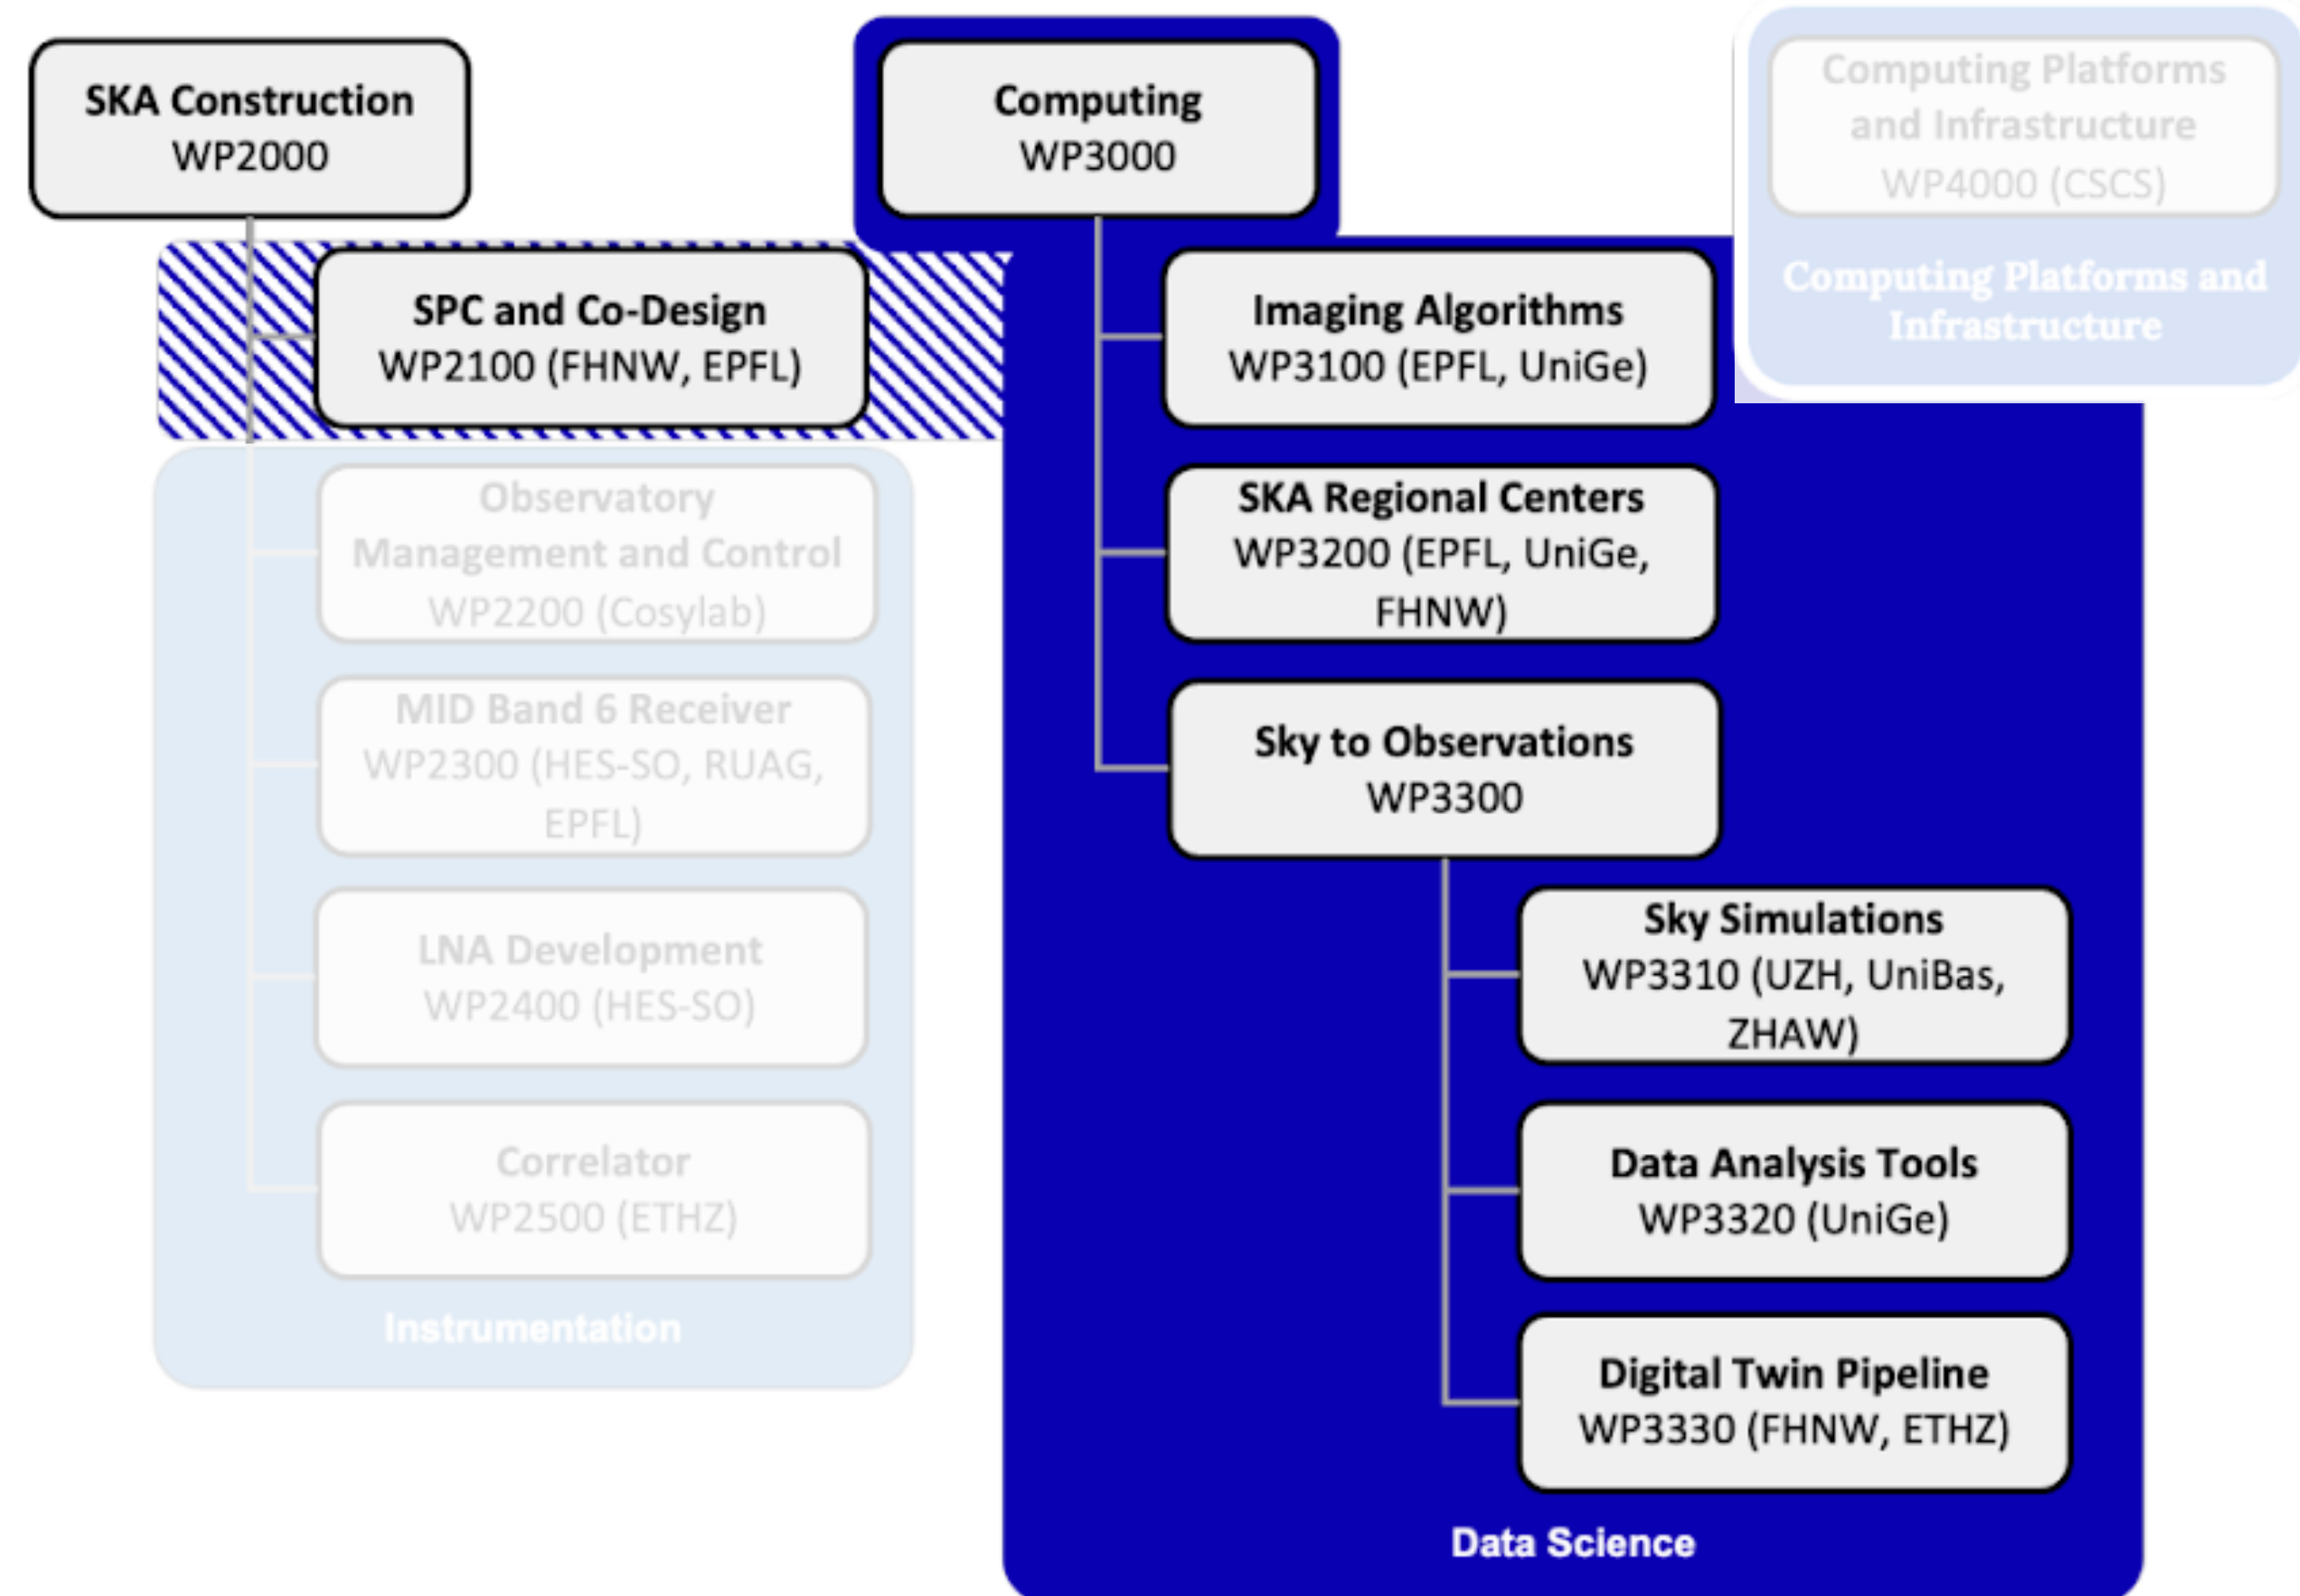 SKA Construction
WP2000
SPC and Co-Design
WP2100 (FHNW, EPFL)
Observatory
Management and Control
WP2200 (Cosylab)
MID Band 6 Receiver
WP2300 (HES-SO, RUAG,
EPFL)
LNA Development
WP2400 (HES-SO)
Correlator
WP2500 (ETHZ)
Instrumentation
Computing
WP3000
Imaging Algorithms
WP3100 (EPFL, UniGe)
SKA Regional Centers
WP3200 (EPFL, UniGe,
FHNW)
Sky to Observations
WP3300
Sky Simulations
WP3310 (UZH, UniBas,
ZHAW)
Data Analysis Tools
WP3320 (UniGe)
Digital Twin Pipeline
WP3330 (FHNW, ETHZ)
Data Science
Computing Platforms
and Infrastructure
WP4000 (CSCS)
Computing Platforms and
Infrastructure